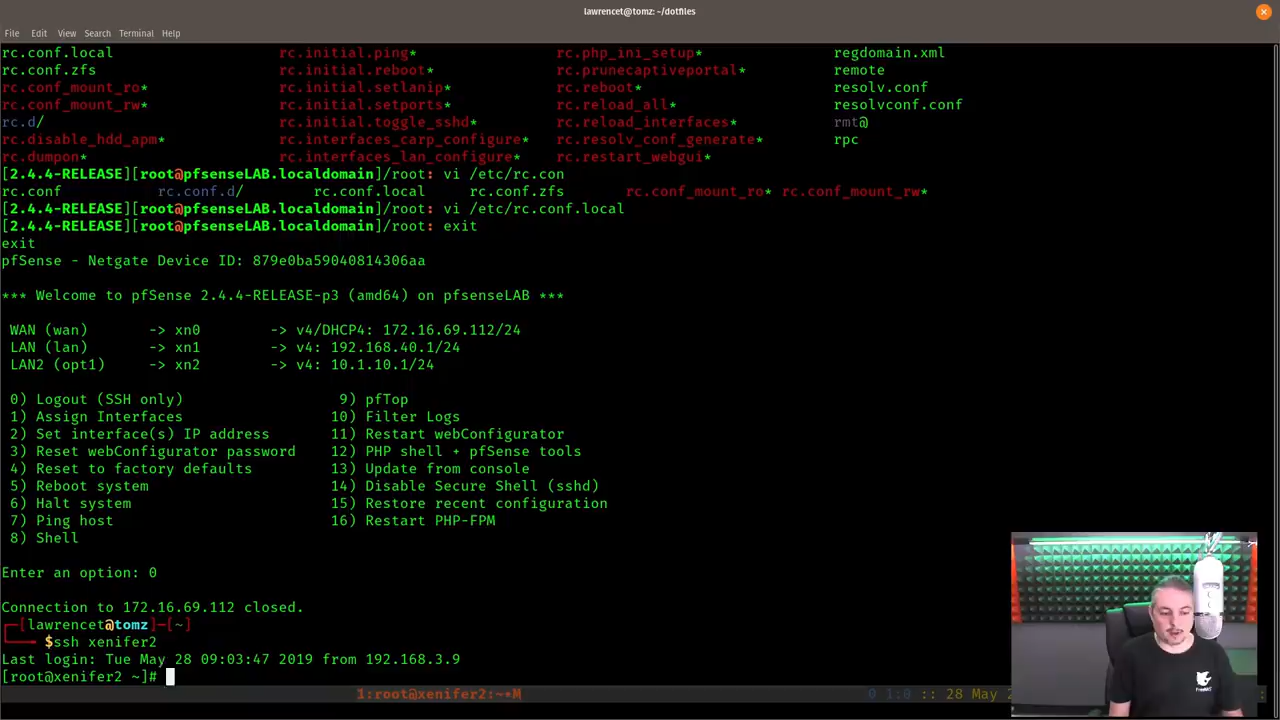 lawrencet@tomz: ~/dotfiles
File Edit View Search Terminal Help
rc.conf.local rc.initial.ping* rc.php_ini_setup* regdomain.xml
rc.conf.zfs rc.initial.reboot* rc.prunecaptiveportal* remote
rc.conf_mount_ro* rc.initial.setlanip* rc.reboot* resolv.conf
rc.conf_mount_rw* rc.initial.setports* rc.reload_all* resolvconf.conf
rc.d/ rc.initial.toggle_sshd* rc.reload_interfaces* rmt@
rc.disable_hdd_apm* rc.interfaces_carp_configure* rc.resolv_conf_generate* rpc
rc.dumpon* rc.interfaces_lan_configure* rc.restart_webgui*
[2.4.4-RELEASE][root@pfsenseLAB.localdomain]/root: vi /etc/rc.con
rc.conf rc.conf.d/ rc.conf.local rc.conf.zfs rc.conf_mount_ro* rc.conf_mount_rw*
[2.4.4-RELEASE][root@pfsenseLAB.localdomain]/root: vi /etc/rc.conf.local
[2.4.4-RELEASE][root@pfsenseLAB.localdomain]/root: exit
exit
pfSense - Netgate Device ID: 879e0ba59040814306aa
*** Welcome to pfSense 2.4.4-RELEASE-p3 (amd64) on pfsenseLAB ***
WAN (wan) -> xn0 -> v4/DHCP4: 172.16.69.112/24
LAN (lan) -> xn1 -> v4: 192.168.40.1/24
LAN2 (opt1) -> xn2 -> v4: 10.1.10.1/24
0) Logout (SSH only) 9) pfTop
1) Assign Interfaces 10) Filter Logs
2) Set interface(s) IP address 11) Restart webConfigurator
3) Reset webConfigurator password 12) PHP shell + pfSense tools
4) Reset to factory defaults 13) Update from console
5) Reboot system 14) Disable Secure Shell (sshd)
6) Halt system 15) Restore recent configuration
7) Ping host 16) Restart PHP-FPM
8) Shell
Enter an option: 0
Connection to 172.16.69.112 closed.
[lawrencet@tomz]─[~]
$ssh xenifer2
Last login: Tue May 28 09:03:47 2019 from 192.168.3.9
[root@xenifer2 ~]#
1:root@xenifer2:~*M 0 1:0 :: 28 May 2